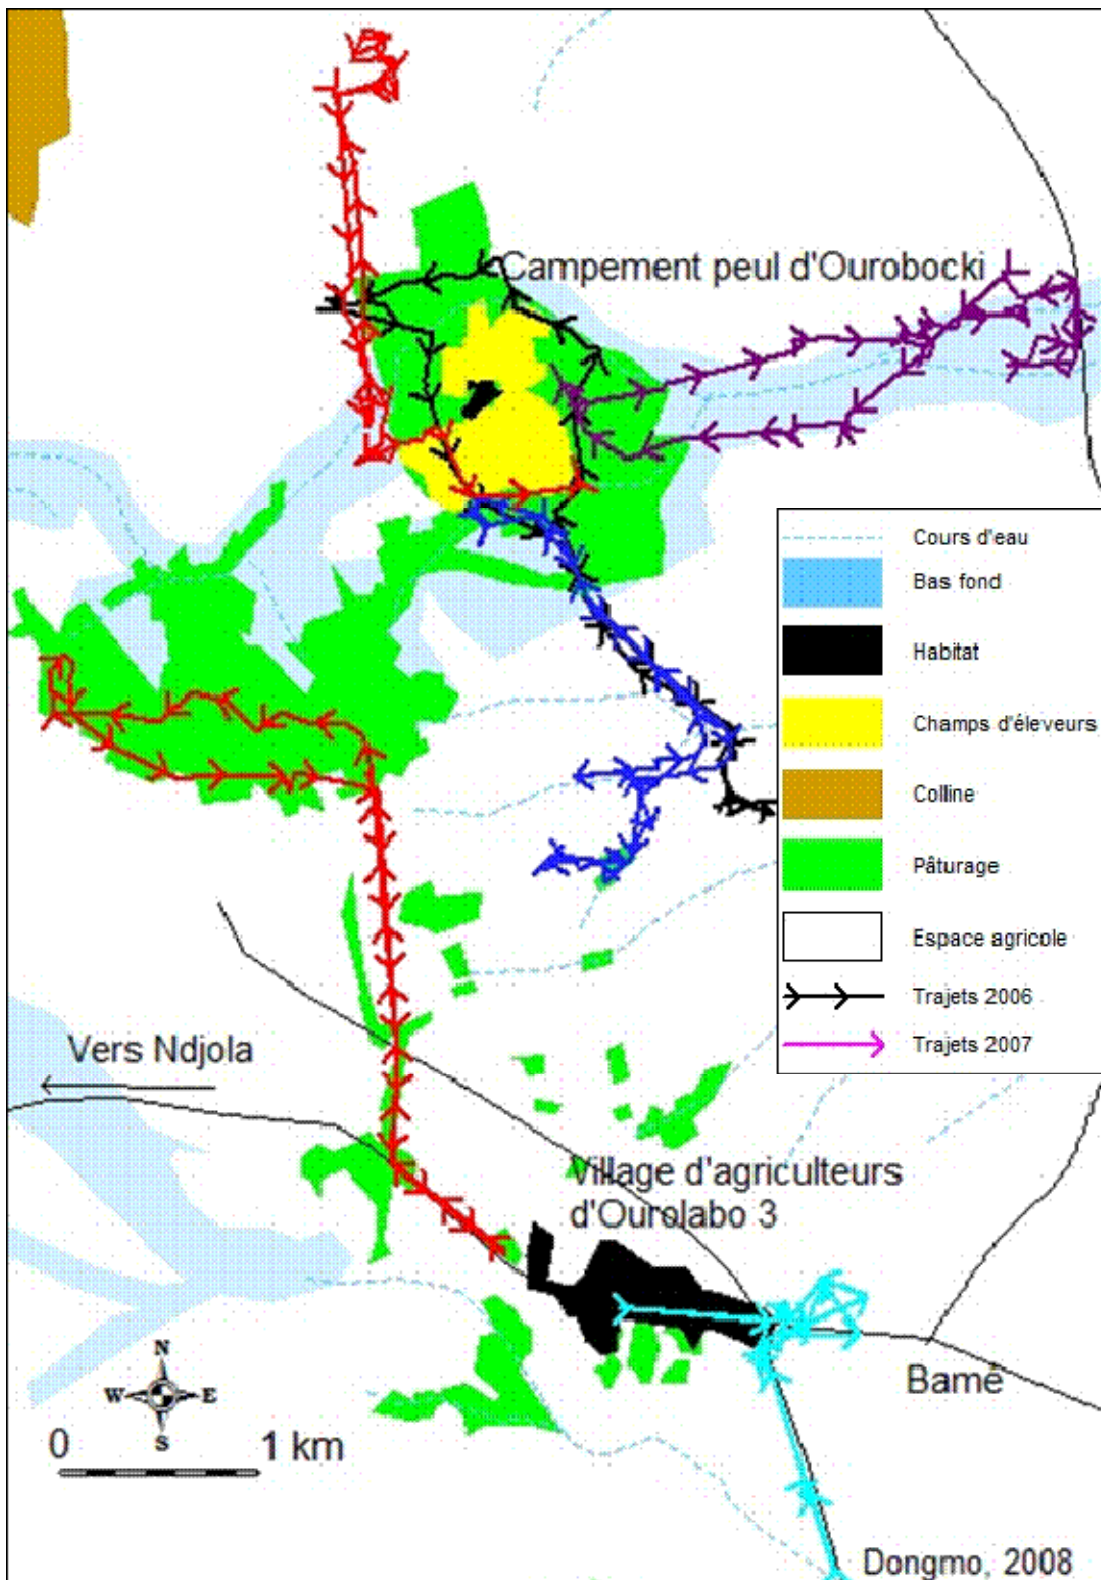 Campement peul d'Ourobocki
Cours d'eau
Bas fond
Habitat
Champs d'éleveurs
Colline
Pâturage
Espace agricole
Trajets 2006
Trajets 2007
Vers Ndjola
Village d'agriculteurs
d'Ourolabo 3
Bamé
N
W E
S
0 1 km
Dongmo, 2008